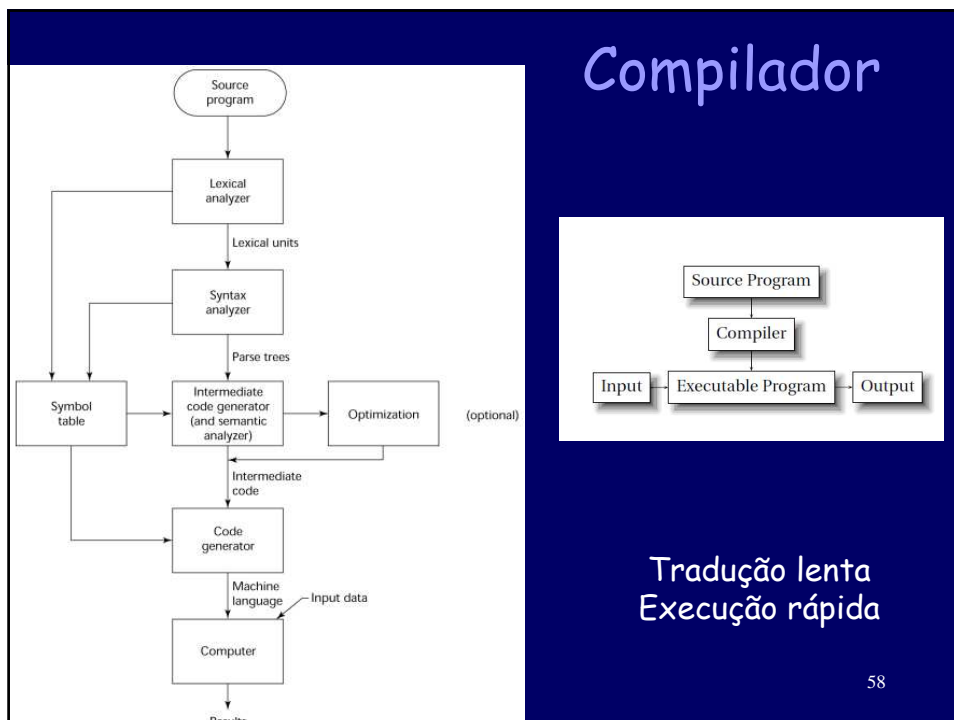 Compilador
Source
program
Lexical
analyzer
Lexical units
Syntax
analyzer
Parse trees
Symbol
table
Intermediate
code generator
(and semantic
analyzer)
Optimization
(optional)
Intermediate
code
Code
generator
Machine
language
Input data
Computer
Results
Source Program
Compiler
Input
Executable Program
Output
Tradução lenta
Execução rápida
58